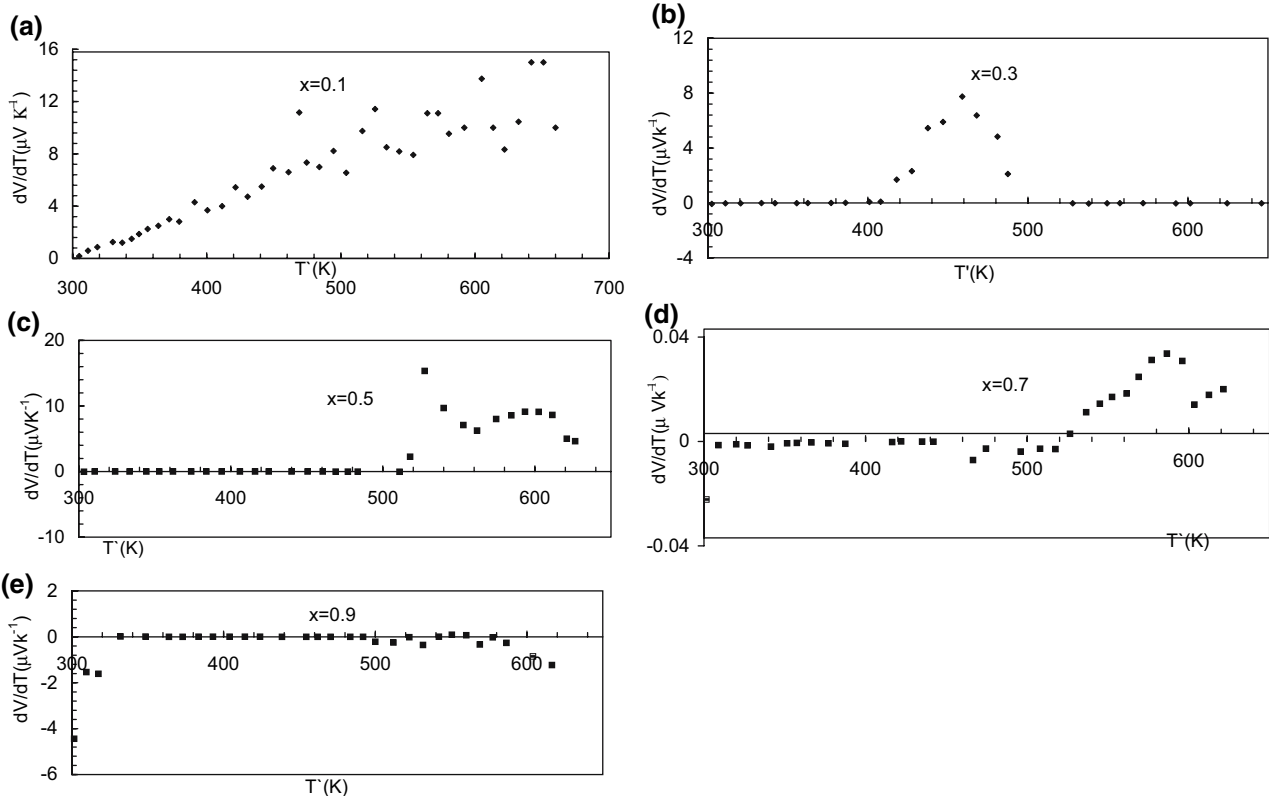 (a)
16
12
8
4
0
dV/dT(μV K⁻¹)
x=0.1
300 400 500 600 700
T`(K)
(b)
12
8
4
0
-4
dV/dT(μVk⁻¹)
x=0.3
300 400 500 600
T'(K)
(c)
20
10
0
-10
dV/dT(μVK⁻¹)
x=0.5
300 400 500 600
T`(K)
(d)
0.04
0
-0.04
dV/dT(μ Vk⁻¹)
x=0.7
300 400 500 600
T`(K)
(e)
2
0
-2
-4
-6
dV/dT(μVk⁻¹)
x=0.9
300 400 500 600
T`(K)